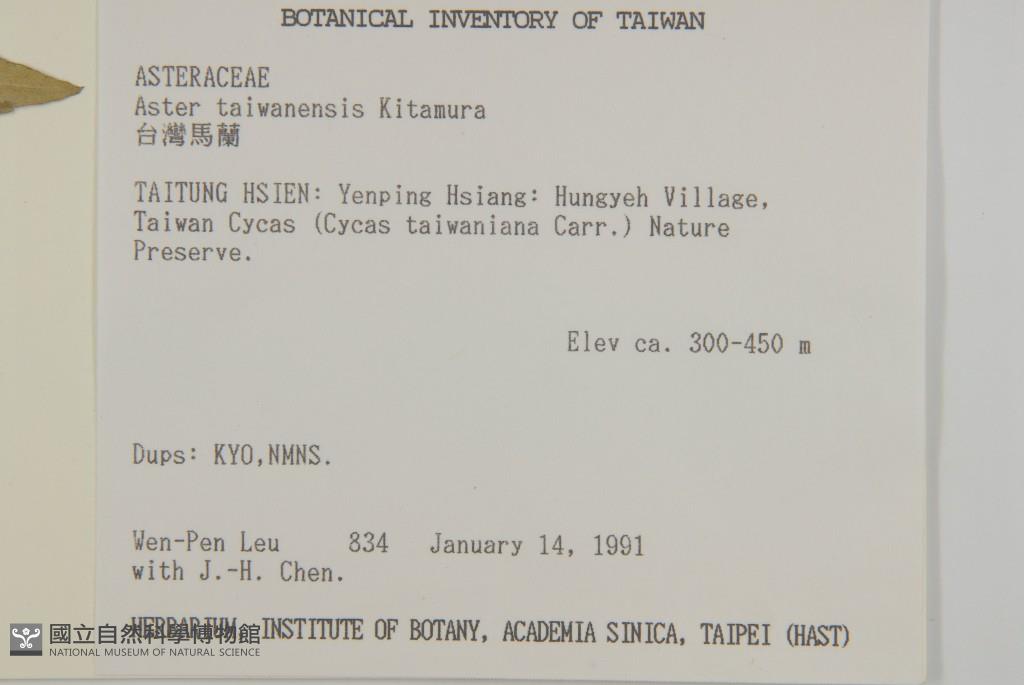 BOTANICAL INVENTORY OF TAIWAN
ASTERACEAE
Aster taiwanensis Kitamura
台灣馬蘭
TAITUNG HSIEN: Yenping Hsiang: Hungyeh Village,
Taiwan Cycas (Cycas taiwaniana Carr.) Nature
Preserve.
Elev ca. 300-450 m
Dups: KYO,NMNS.
Wen-Pen Leu 834 January 14, 1991
with J.-H. Chen.
HERBARIUM, INSTITUTE OF BOTANY, ACADEMIA SINICA, TAIPEI (HAST)
國立自然科學博物館
NATIONAL MUSEUM OF NATURAL SCIENCE